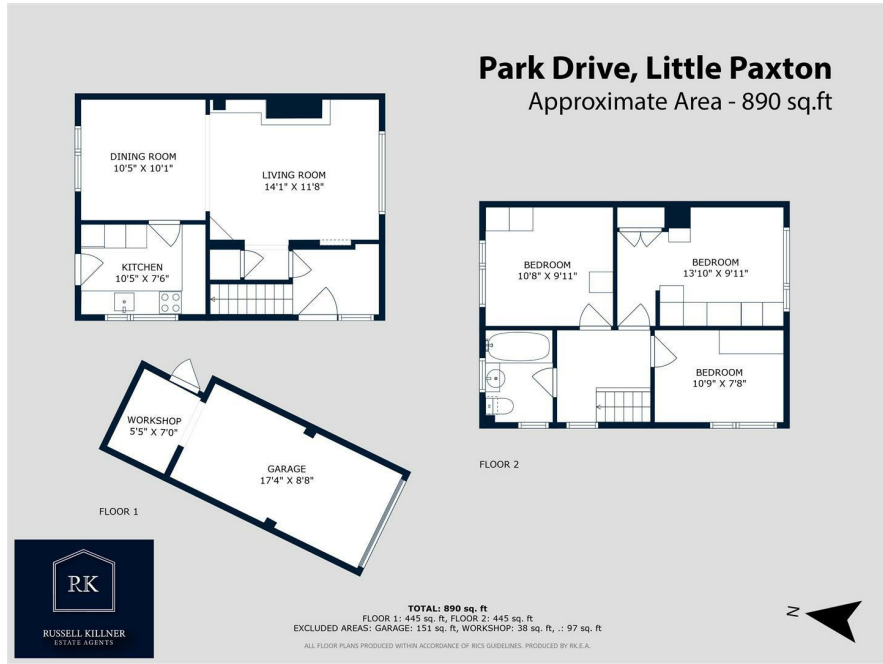 Park Drive, Little Paxton
Approximate Area - 890 sq.ft
DINING ROOM
10'5" X 10'1"
LIVING ROOM
14'1" X 11'8"
KITCHEN
10'5" X 7'6"
BEDROOM
10'8" X 9'11"
BEDROOM
13'10" X 9'11"
BEDROOM
10'9" X 7'8"
WORKSHOP
5'5" X 7'0"
GARAGE
17'4" X 8'8"
FLOOR 2
FLOOR 1
RK
RUSSELL KILLNER
ESTATE AGENTS
TOTAL: 890 sq. ft
FLOOR 1: 445 sq. ft, FLOOR 2: 445 sq. ft
EXCLUDED AREAS: GARAGE: 151 sq. ft, WORKSHOP: 38 sq. ft, .: 97 sq. ft
ALL FLOOR PLANS PRODUCED WITHIN ACCORDANCE OF RICS GUIDELINES. PRODUCED BY RK.E.A.
N